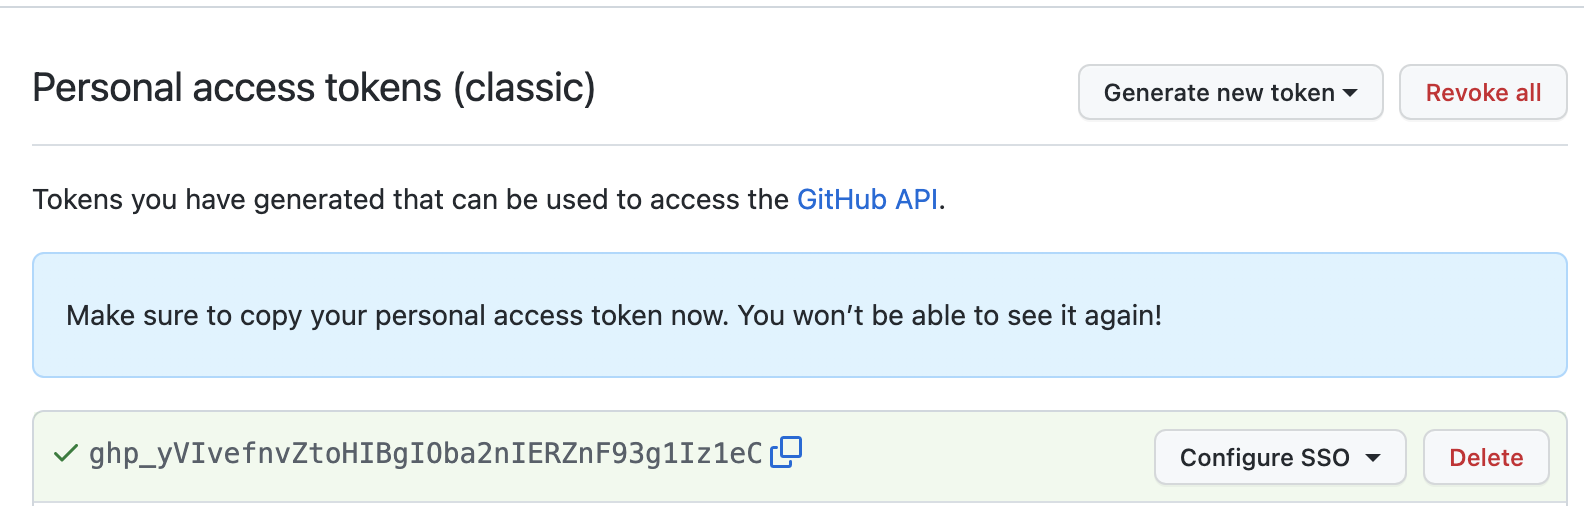 Personal access tokens (classic)
Generate new token
Revoke all
Tokens you have generated that can be used to access the GitHub API.
Make sure to copy your personal access token now. You won’t be able to see it again!
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
Configure SSO
Delete